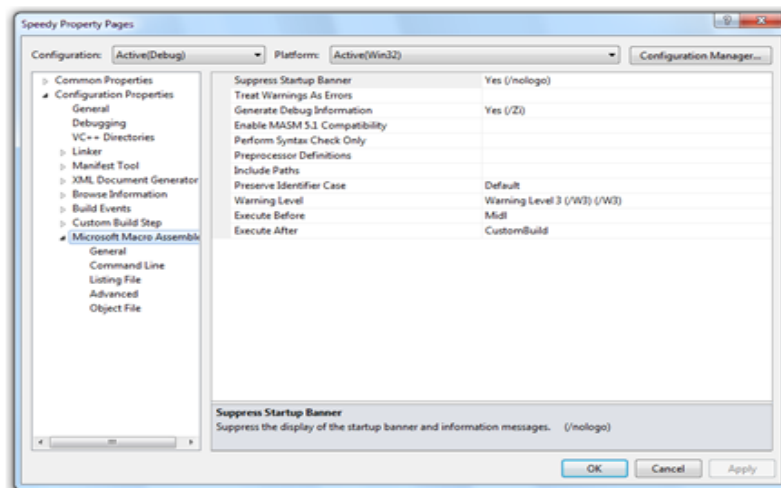 Speedy Property Pages
Configuration: Active(Debug) Platform: Active(Win32) Configuration Manager...
Common Properties
Configuration Properties
General
Debugging
VC++ Directories
Linker
Manifest Tool
XML Document Generator
Browse Information
Build Events
Custom Build Step
Microsoft Macro Assemble
General
Command Line
Listing File
Advanced
Object File
Suppress Startup Banner Yes (/nologo)
Treat Warnings As Errors
Generate Debug Information Yes (/Zi)
Enable MASM 5.1 Compatibility
Perform Syntax Check Only
Preprocessor Definitions
Include Paths
Preserve Identifier Case Default
Warning Level Warning Level 3 (/W3) (/W3)
Execute Before Midl
Execute After CustomBuild
Suppress Startup Banner
Suppress the display of the startup banner and information messages. (/nologo)
OK Cancel Apply